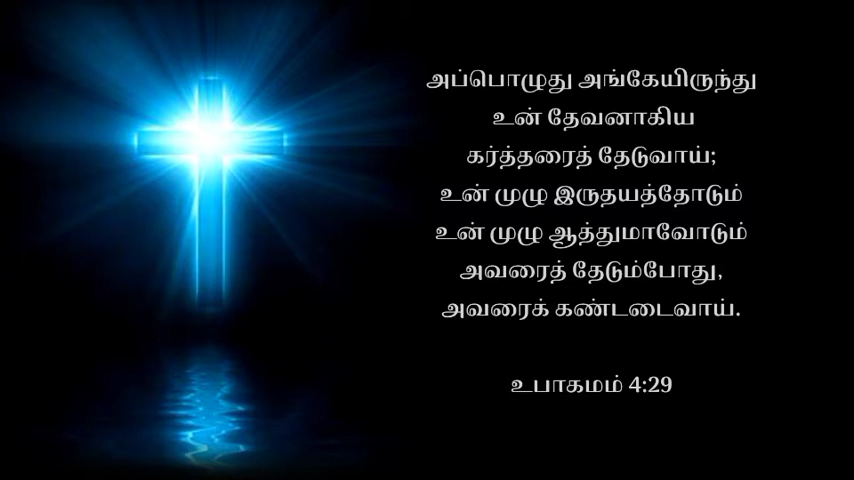 அப்பொழுது அங்கேயிருந்து
உன் தேவனாகிய
கர்த்தரைத் தேடுவாய்;
உன் முழு இருதயத்தோடும்
உன் முழு ஆத்துமாவோடும்
அவரைத் தேடும்போது,
அவரைக் கண்டடைவாய்.
உபாகமம் 4:29